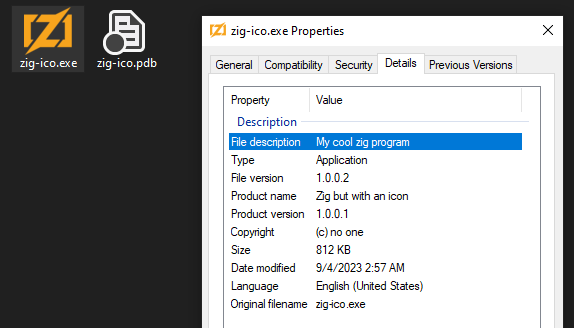 zig-ico.exe
zig-ico.pdb
zig-ico.exe Properties
General Compatibility Security Details Previous Versions
Property Value
Description
File description My cool zig program
Type Application
File version 1.0.0.2
Product name Zig but with an icon
Product version 1.0.0.1
Copyright (c) no one
Size 812 KB
Date modified 9/4/2023 2:57 AM
Language English (United States)
Original filename zig-ico.exe